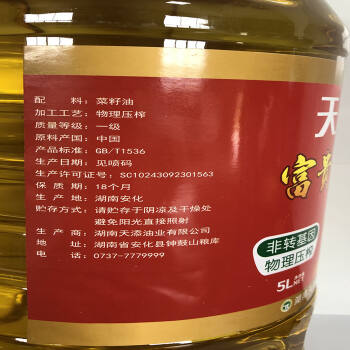 配 料：菜籽油
加工工艺：物理压榨
质量等级：一级
原料产国：中国
产品标准号：GB/T1536
生产日期：见喷码
生产许可证号：SC10243092301563
保 质 期：18个月
产 地：湖南安化
贮存方式：请贮存于阴凉及干燥处
避免阳光直接照射
生 产 商：湖南天添油业有限公司
地 址：湖南省安化县钟鼓山粮库
电 话：0737-7779999
天
富
非转基因
物理压榨
5L